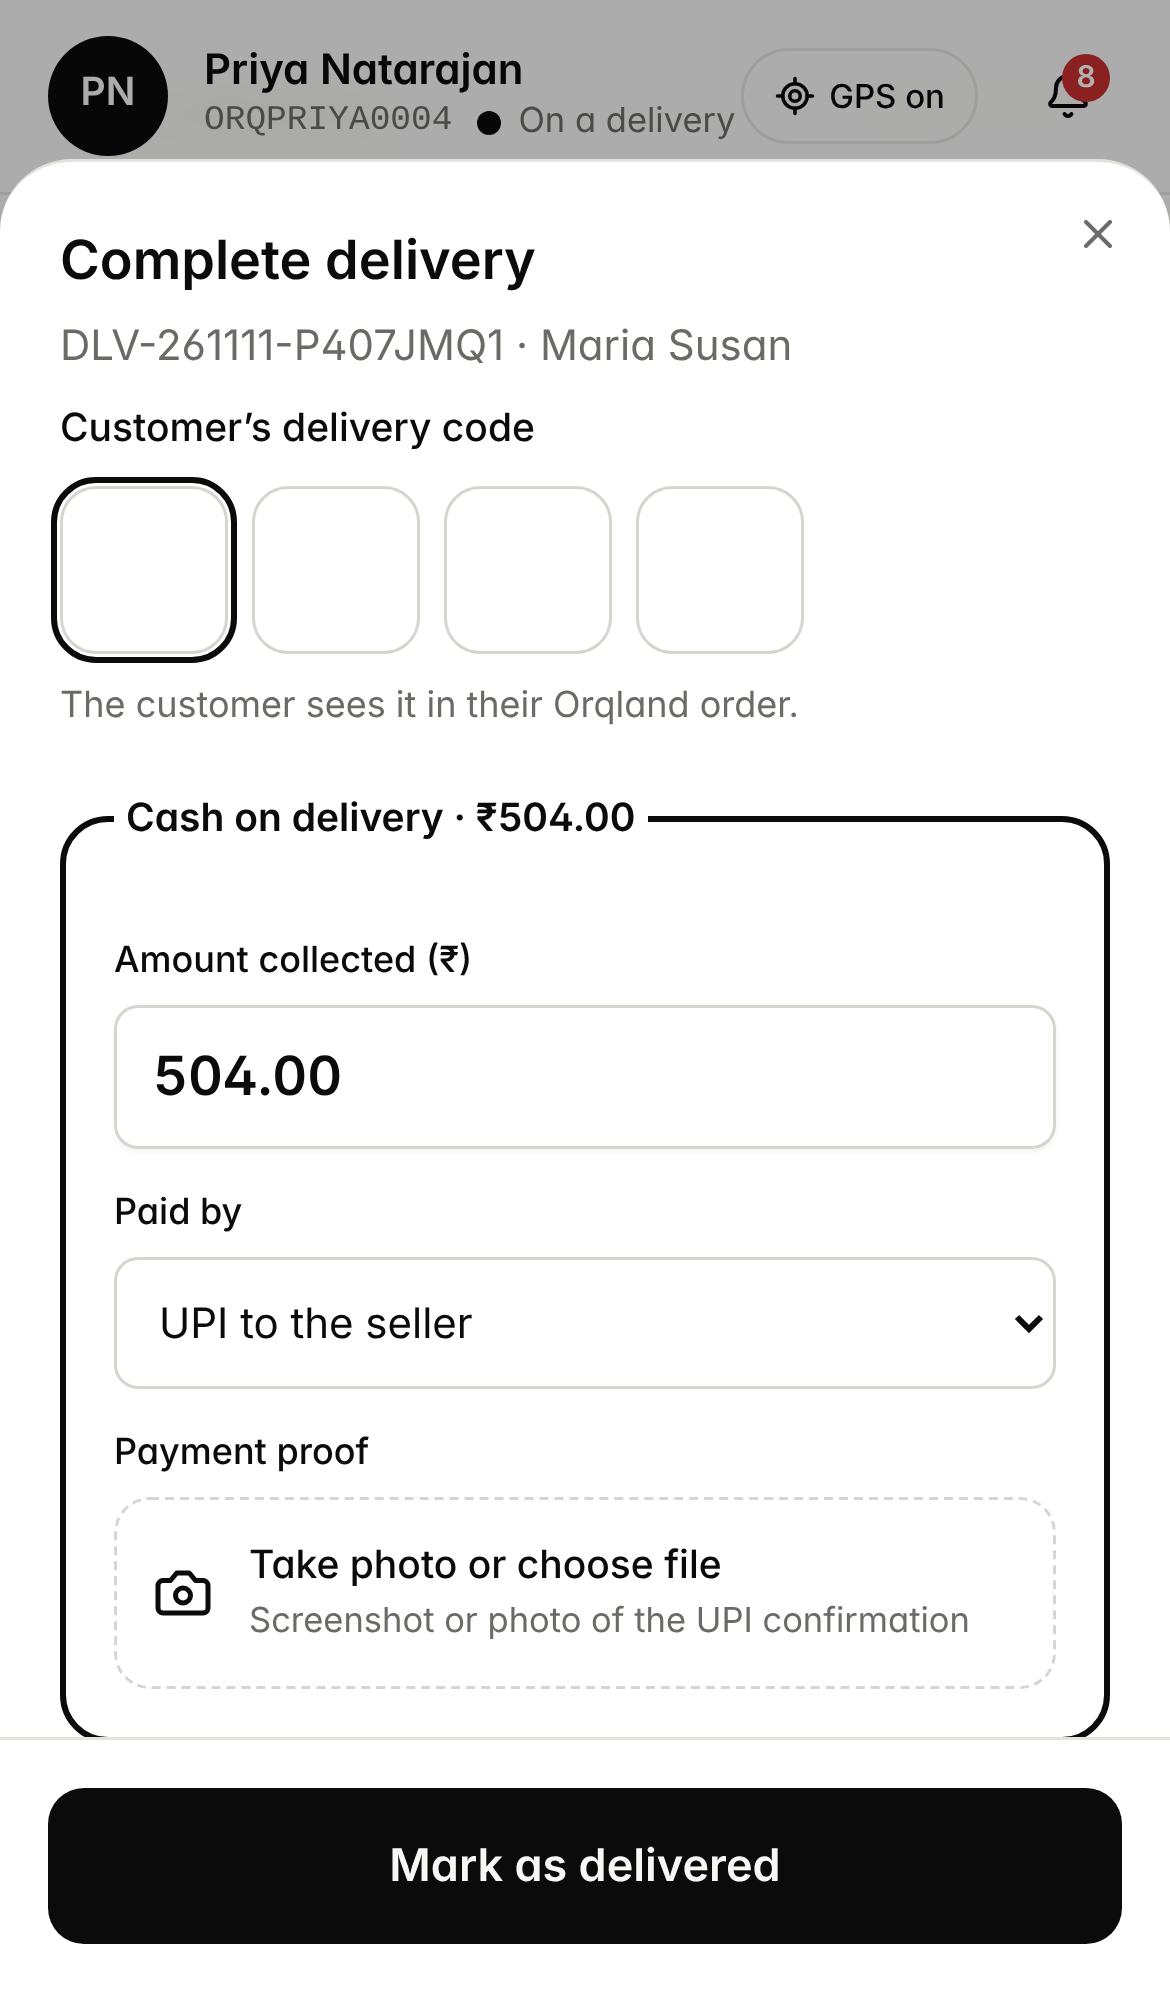 PN
Priya Natarajan
ORQPRIYA0004 ● On a delivery
GPS on
8
Complete delivery
DLV-261111-P407JMQ1 · Maria Susan
Customer’s delivery code
The customer sees it in their Orqland order.
Cash on delivery · ₹504.00
Amount collected (₹)
504.00
Paid by
UPI to the seller
Payment proof
Take photo or choose file
Screenshot or photo of the UPI confirmation
Mark as delivered